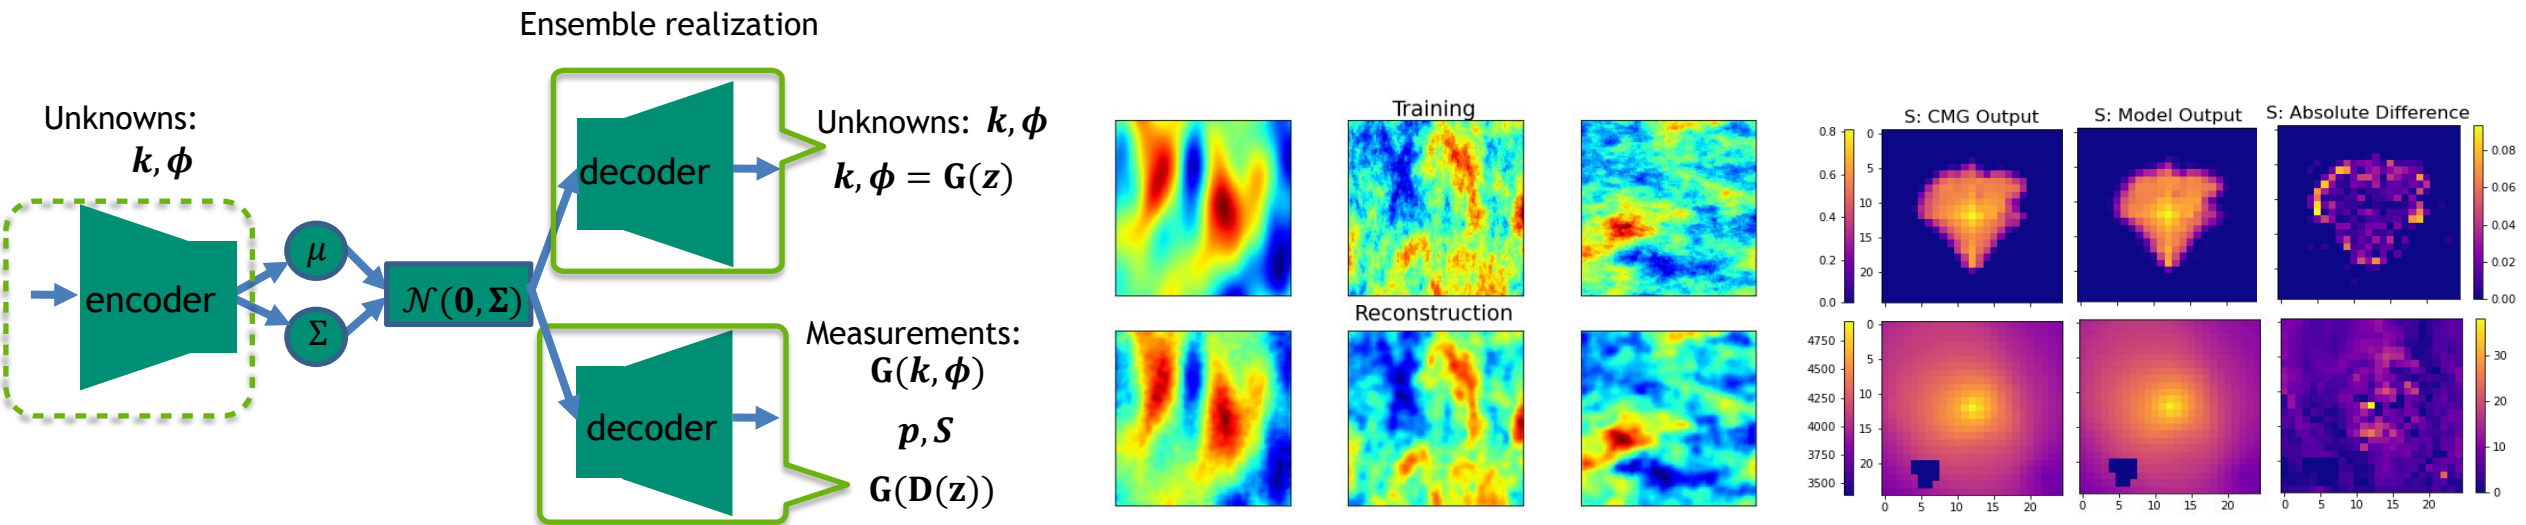 Ensemble realization
Unknowns:
k, ϕ
encoder
μ
Σ
𝒩(0, Σ)
decoder
Unknowns: k, ϕ
k, ϕ = G(z)
decoder
Measurements:
G(k, ϕ)
p, S
G(D(z))
Training
Reconstruction
S: CMG Output
S: Model Output
S: Absolute Difference
0.8
0.6
0.4
0.2
0.0
0
5
10
15
20
0.08
0.06
0.04
0.02
0.00
4750
4500
4250
4000
3750
3500
0
5
10
15
20
0 5 10 15 20
0 5 10 15 20
0 5 10 15 20
30
20
10
0